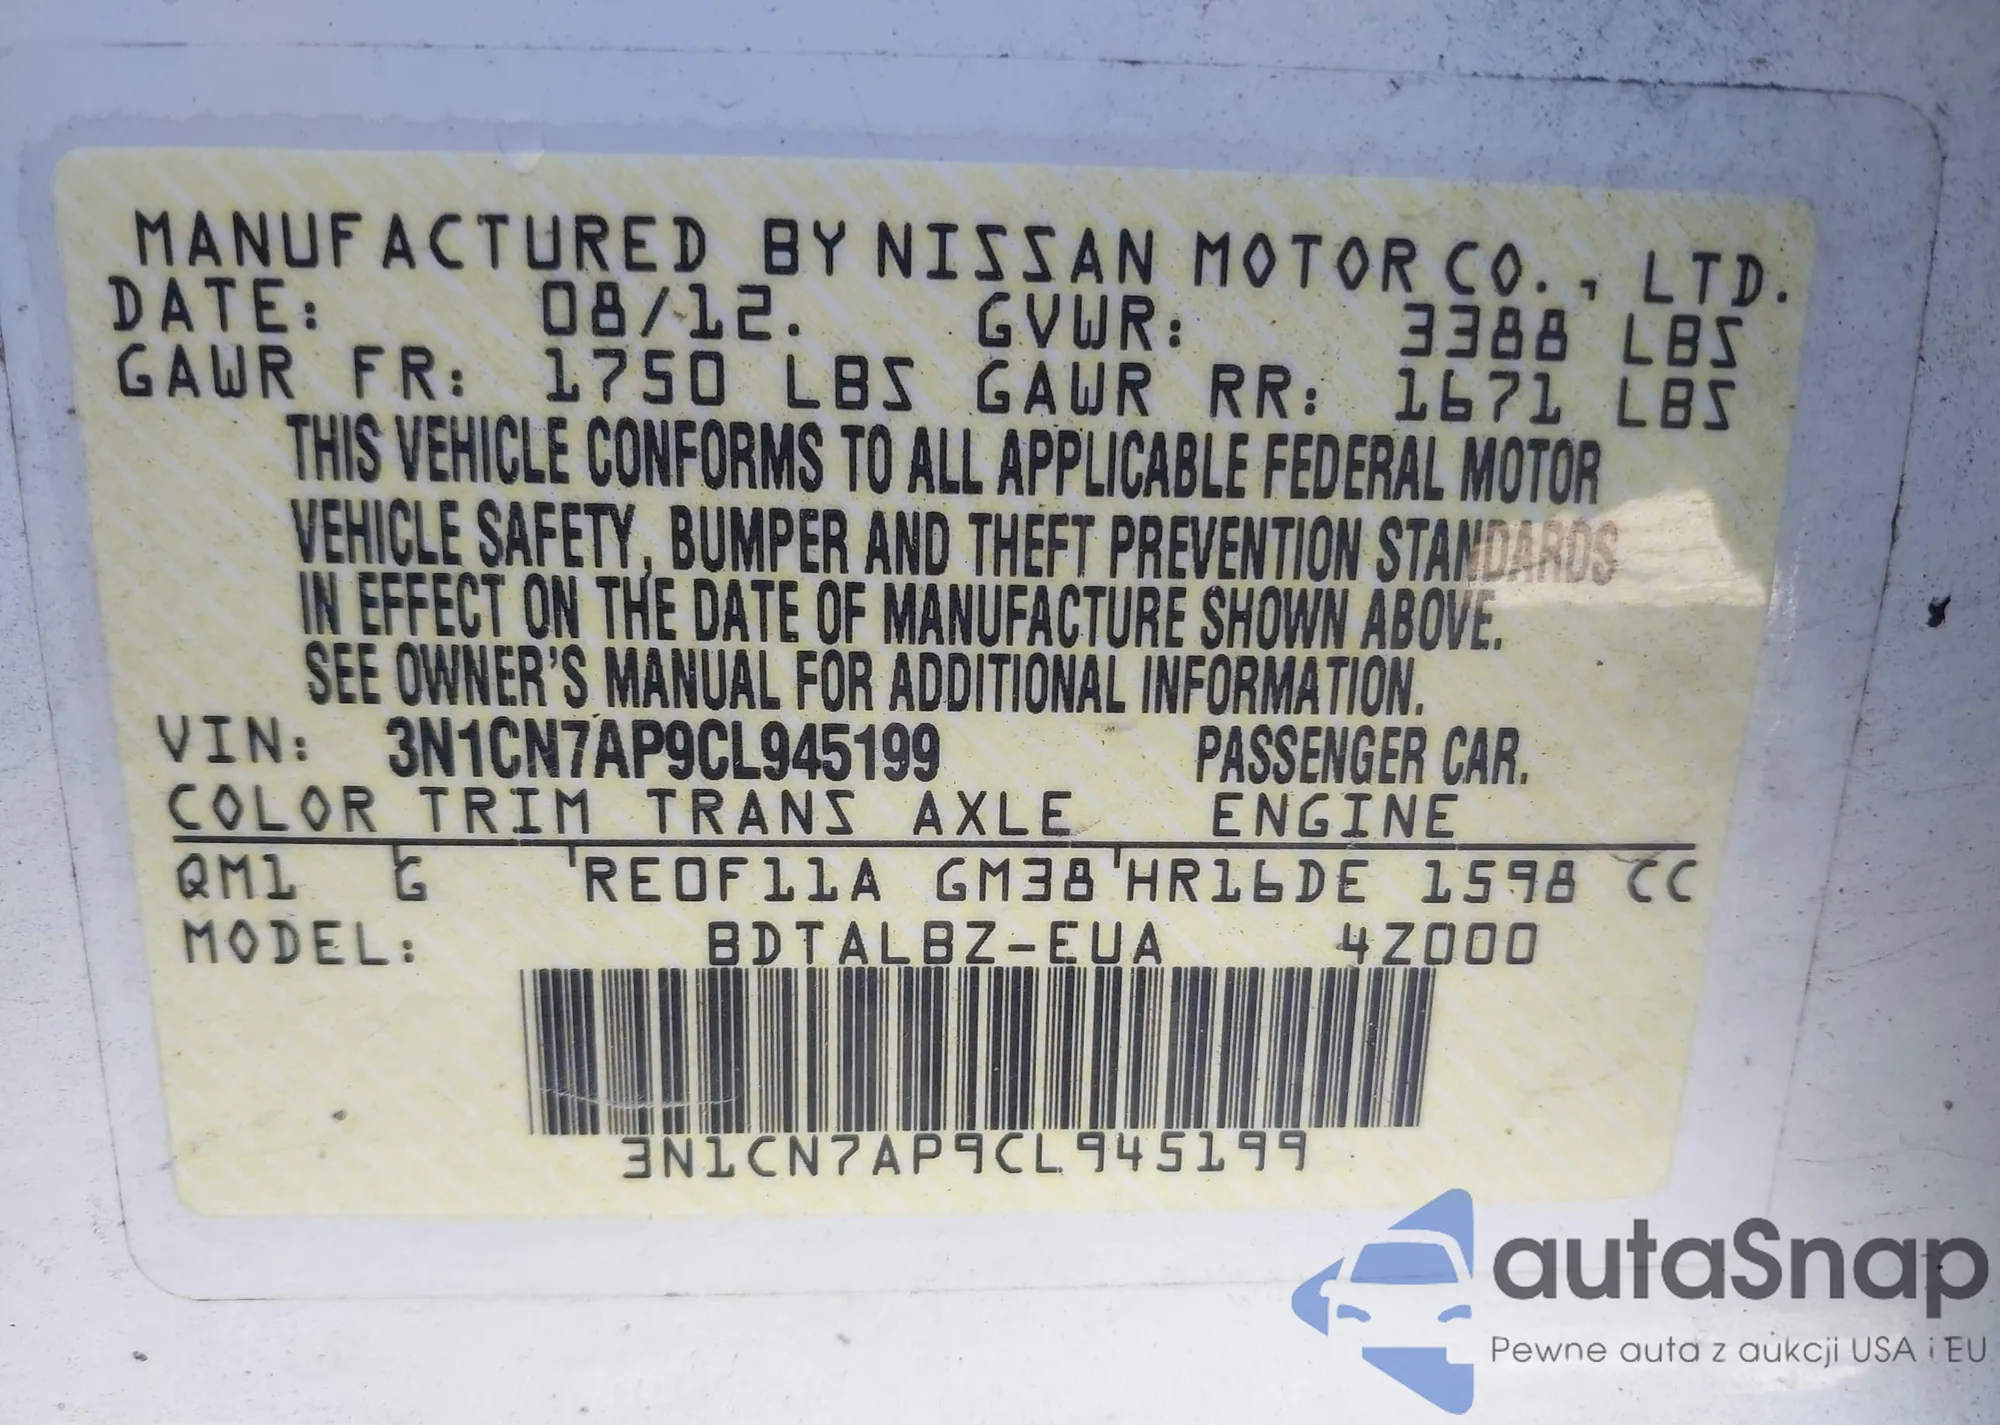 MANUFACTURED BY NISSAN MOTOR CO., LTD.
DATE: 08/12. GVWR: 3388 LBS
GAWR FR: 1750 LBS GAWR RR: 1671 LBS
THIS VEHICLE CONFORMS TO ALL APPLICABLE FEDERAL MOTOR
VEHICLE SAFETY, BUMPER AND THEFT PREVENTION STANDARDS
IN EFFECT ON THE DATE OF MANUFACTURE SHOWN ABOVE.
SEE OWNER'S MANUAL FOR ADDITIONAL INFORMATION.
VIN: 3N1CN7AP9CL945199 PASSENGER CAR.
COLOR TRIM TRANS AXLE ENGINE
QM1 G RE0F11A GM38 HR16DE 1598 CC
MODEL: BDTALBZ-EUA 4Z000
3N1CN7AP9CL945199
autaSnap
Pewne auta z aukcji USA i EU